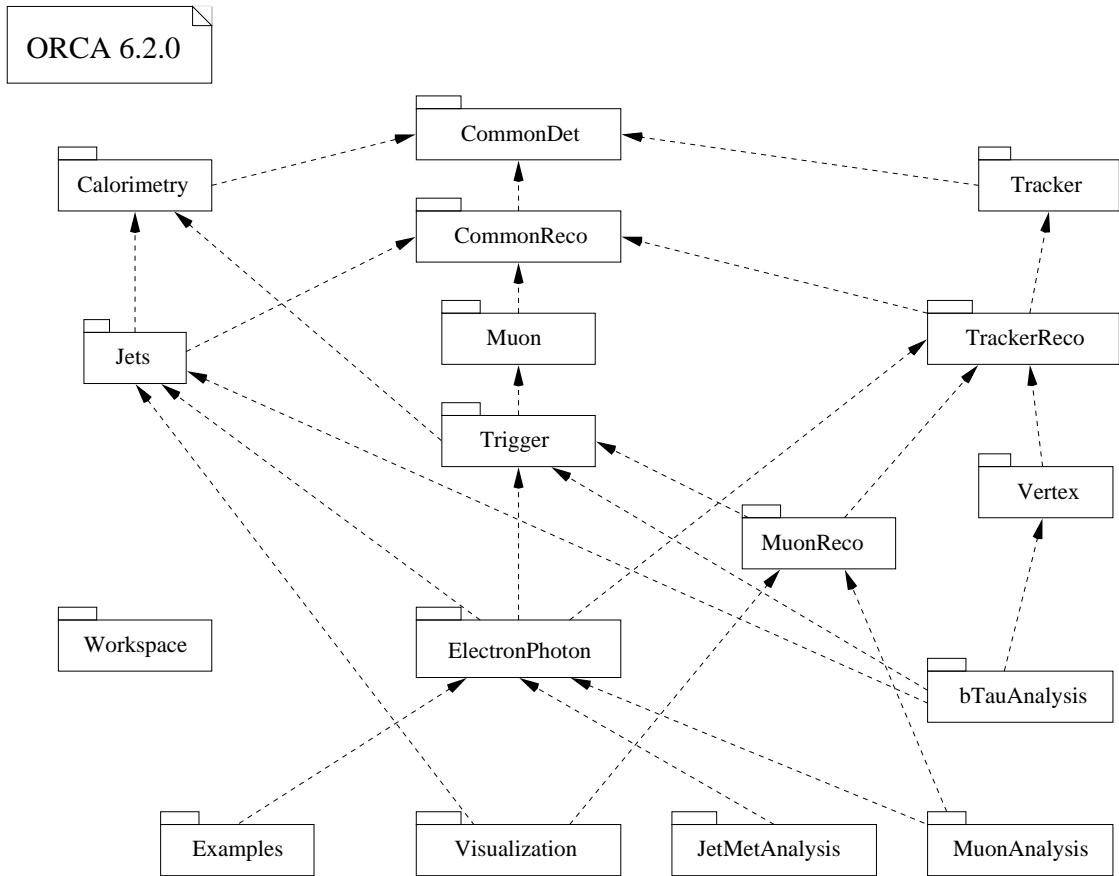 ORCA 6.2.0
CommonDet
Calorimetry
Tracker
CommonReco
Muon
TrackerReco
Jets
Trigger
Vertex
MuonReco
Workspace
ElectronPhoton
bTauAnalysis
Examples
Visualization
JetMetAnalysis
MuonAnalysis